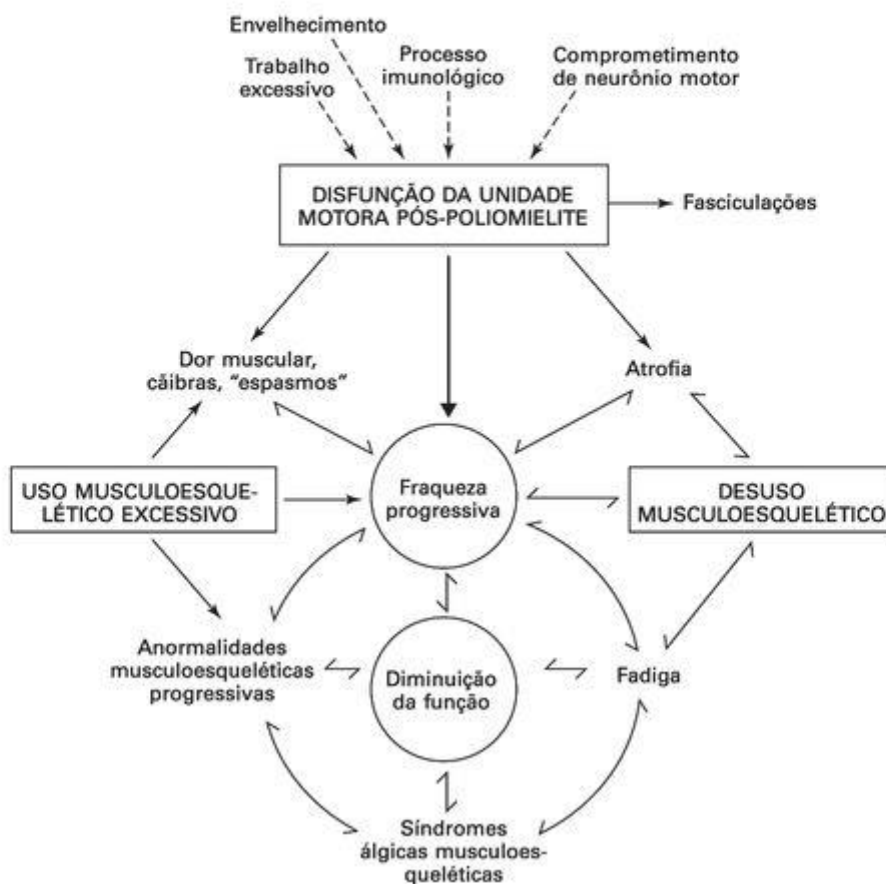 Envelhecimento
Trabalho
excessivo
Processo
imunológico
Comprometimento
de neurônio motor
DISFUNÇÃO DA UNIDADE
MOTORA PÓS-POLIOMIELITE
Fasciculações
Dor muscular,
cãibras, "espasmos"
Atrofia
USO MUSCULOESQUE-
LÉTICO EXCESSIVO
Fraqueza
progressiva
DESUSO
MUSCULOESQUELÉTICO
Anormalidades
musculoesqueléticas
progressivas
Diminuição
da função
Fadiga
Síndromes
álgicas musculoes-
queléticas